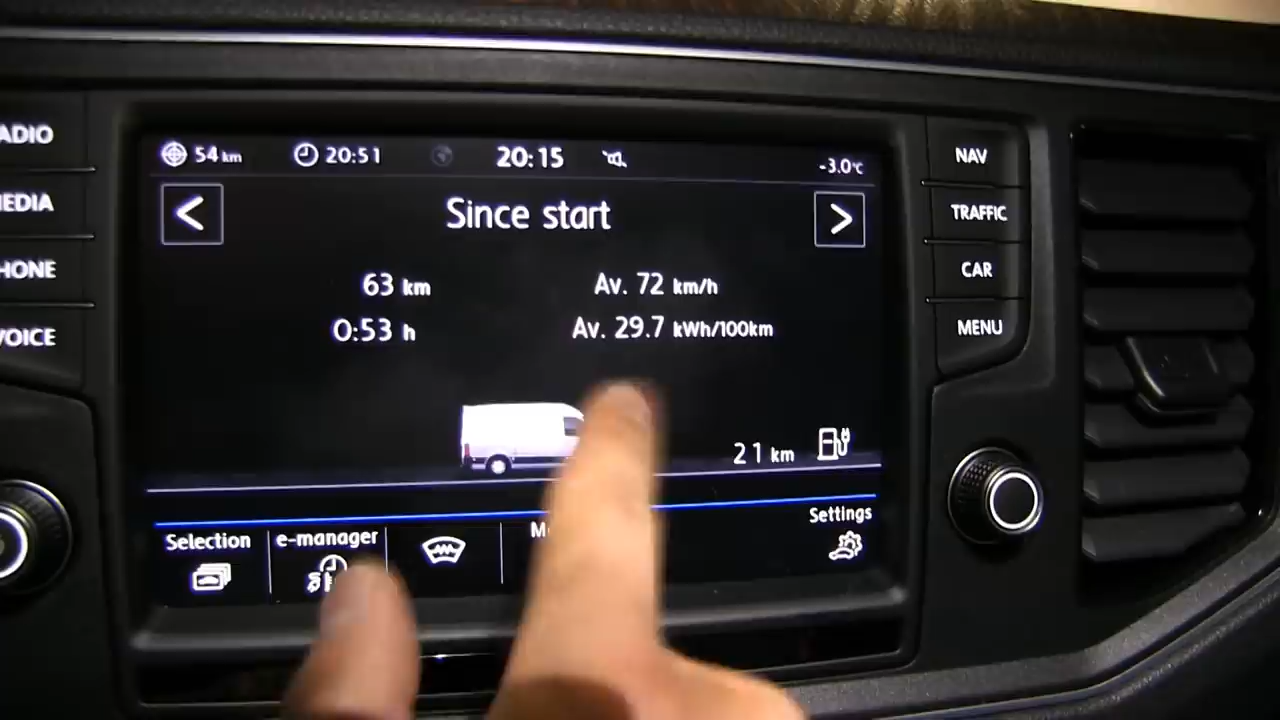 ADIO
EDIA
HONE
VOICE
54 km
20:51
20:15
-3.0°C
<
Since start
>
63 km
Av. 72 km/h
0:53 h
Av. 29.7 kWh/100km
21 km
Selection
e-manager
M
Settings
NAV
TRAFFIC
CAR
MENU